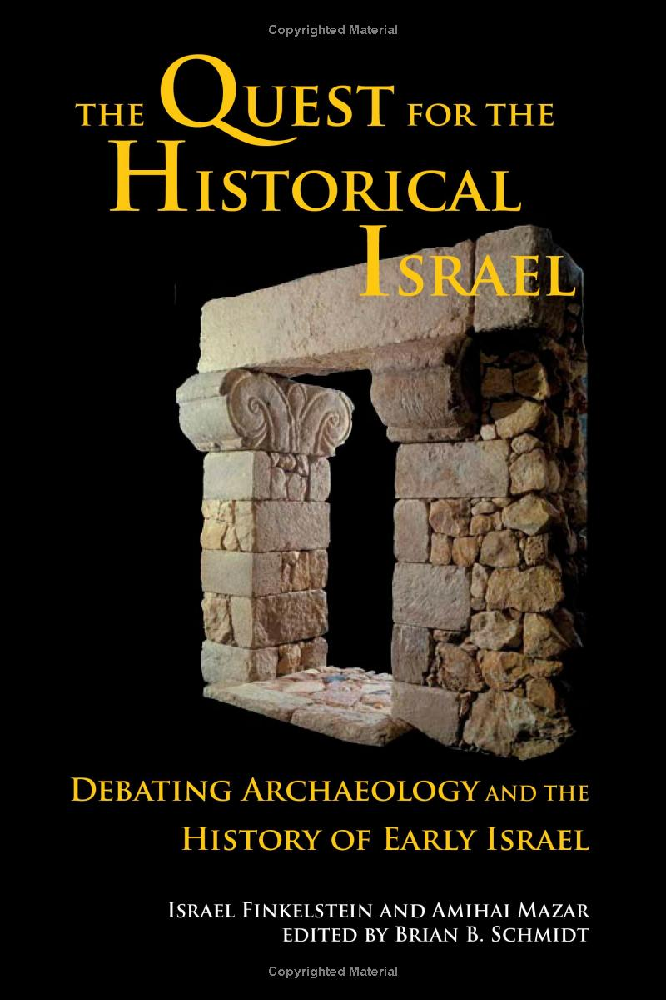 Copyrighted Material
THE QUEST FOR THE
HISTORICAL
ISRAEL
DEBATING ARCHAEOLOGY AND THE
HISTORY OF EARLY ISRAEL
ISRAEL FINKELSTEIN AND AMIHAI MAZAR
EDITED BY BRIAN B. SCHMIDT
Copyrighted Material